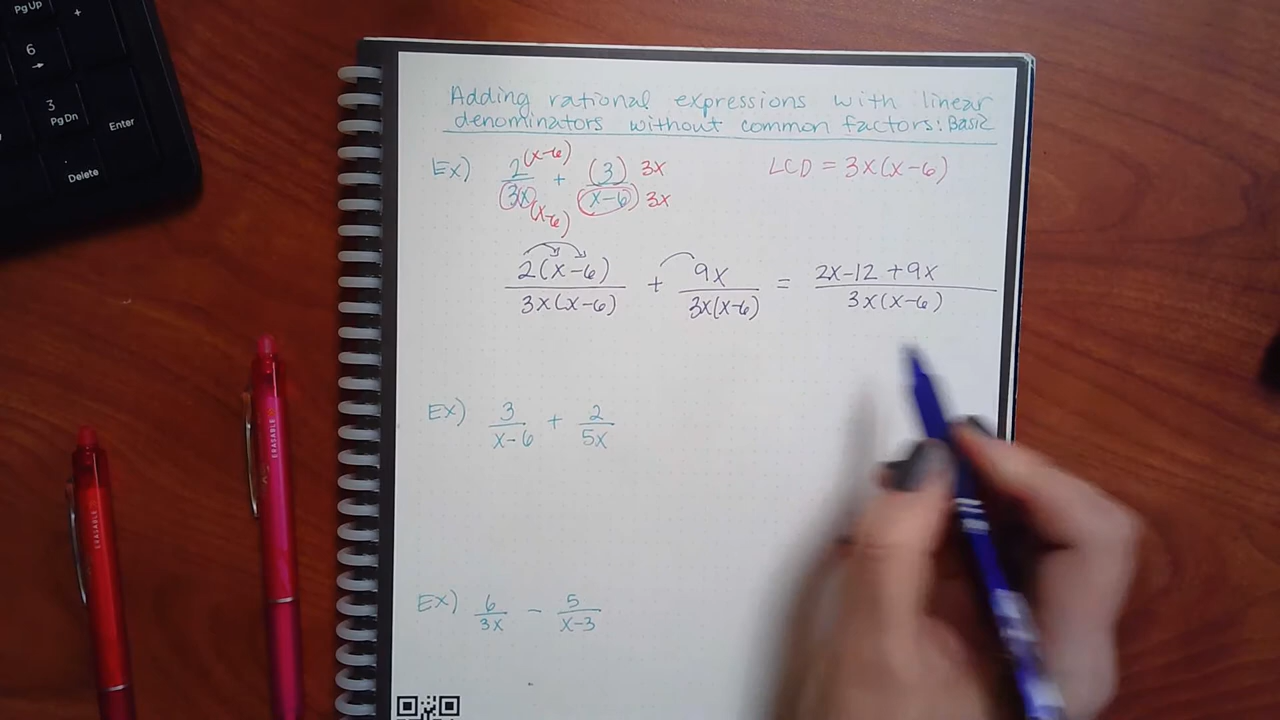 PgUp
+
6
→
3
PgDn
Enter
Delete
ERASABLE
ERASABLE
Adding rational expressions with linear
denominators without common factors: Basic
Ex) 2(x-6)/3x(x-6) + (3)3x/(x-6)3x LCD = 3x(x-6)
2(x-6)/3x(x-6) + 9x/3x(x-6) = 2x-12+9x/3x(x-6)
Ex) 3/x-6 + 2/5x
Ex) 6/3x - 5/x-3